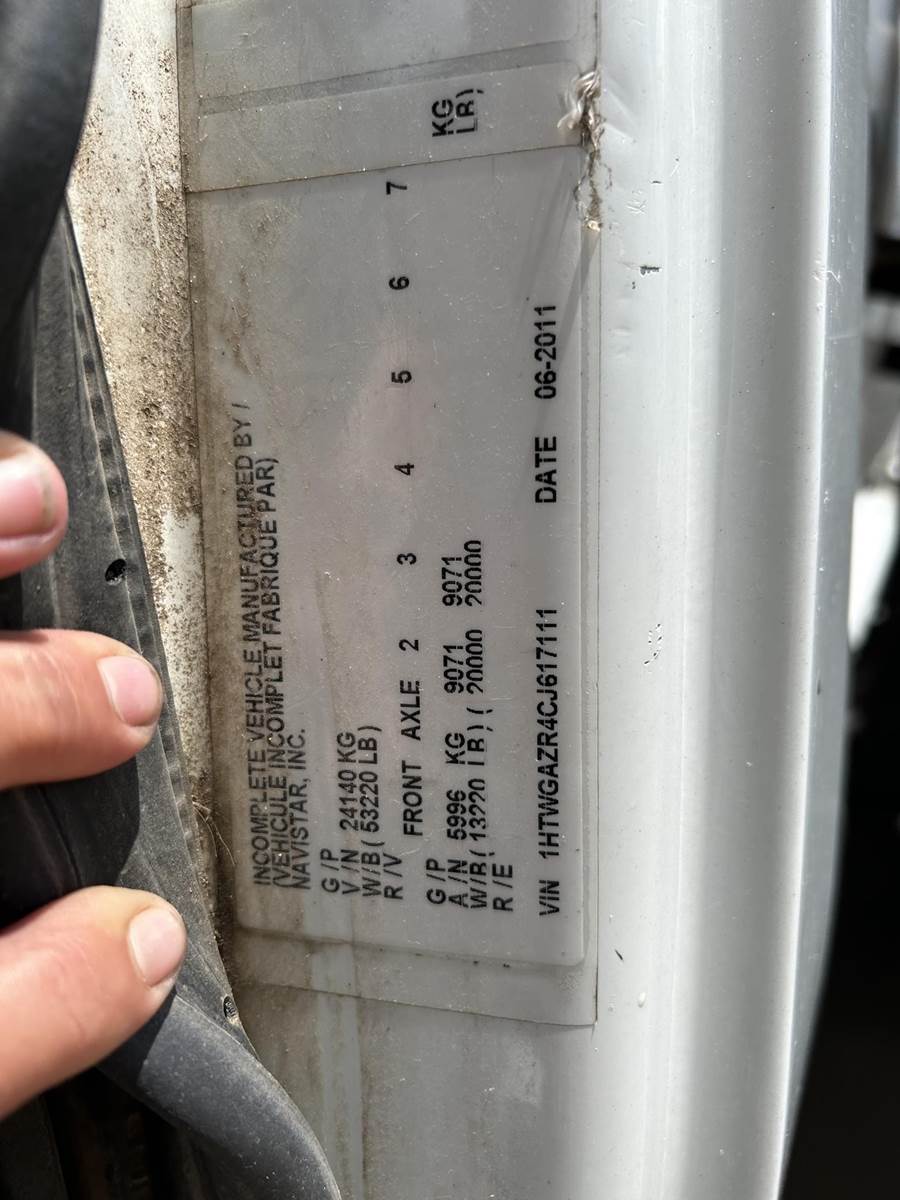 INCOMPLETE VEHICLE MANUFACTURED BY /
(VEHICULE INCOMPLET FABRIQUE PAR)
NAVISTAR, INC.
G / P
V / N 24140 KG
W/B ( 53220 LB )
R / V
FRONT AXLE 2 3 4 5 6 7
G / P
A / N 5996 KG 9071 9071 KG
W/B ( 13220 LB ) ( 20000 20000 LB )
R / E
VIN 1HTWGAZR4CJ617111 DATE 06-2011